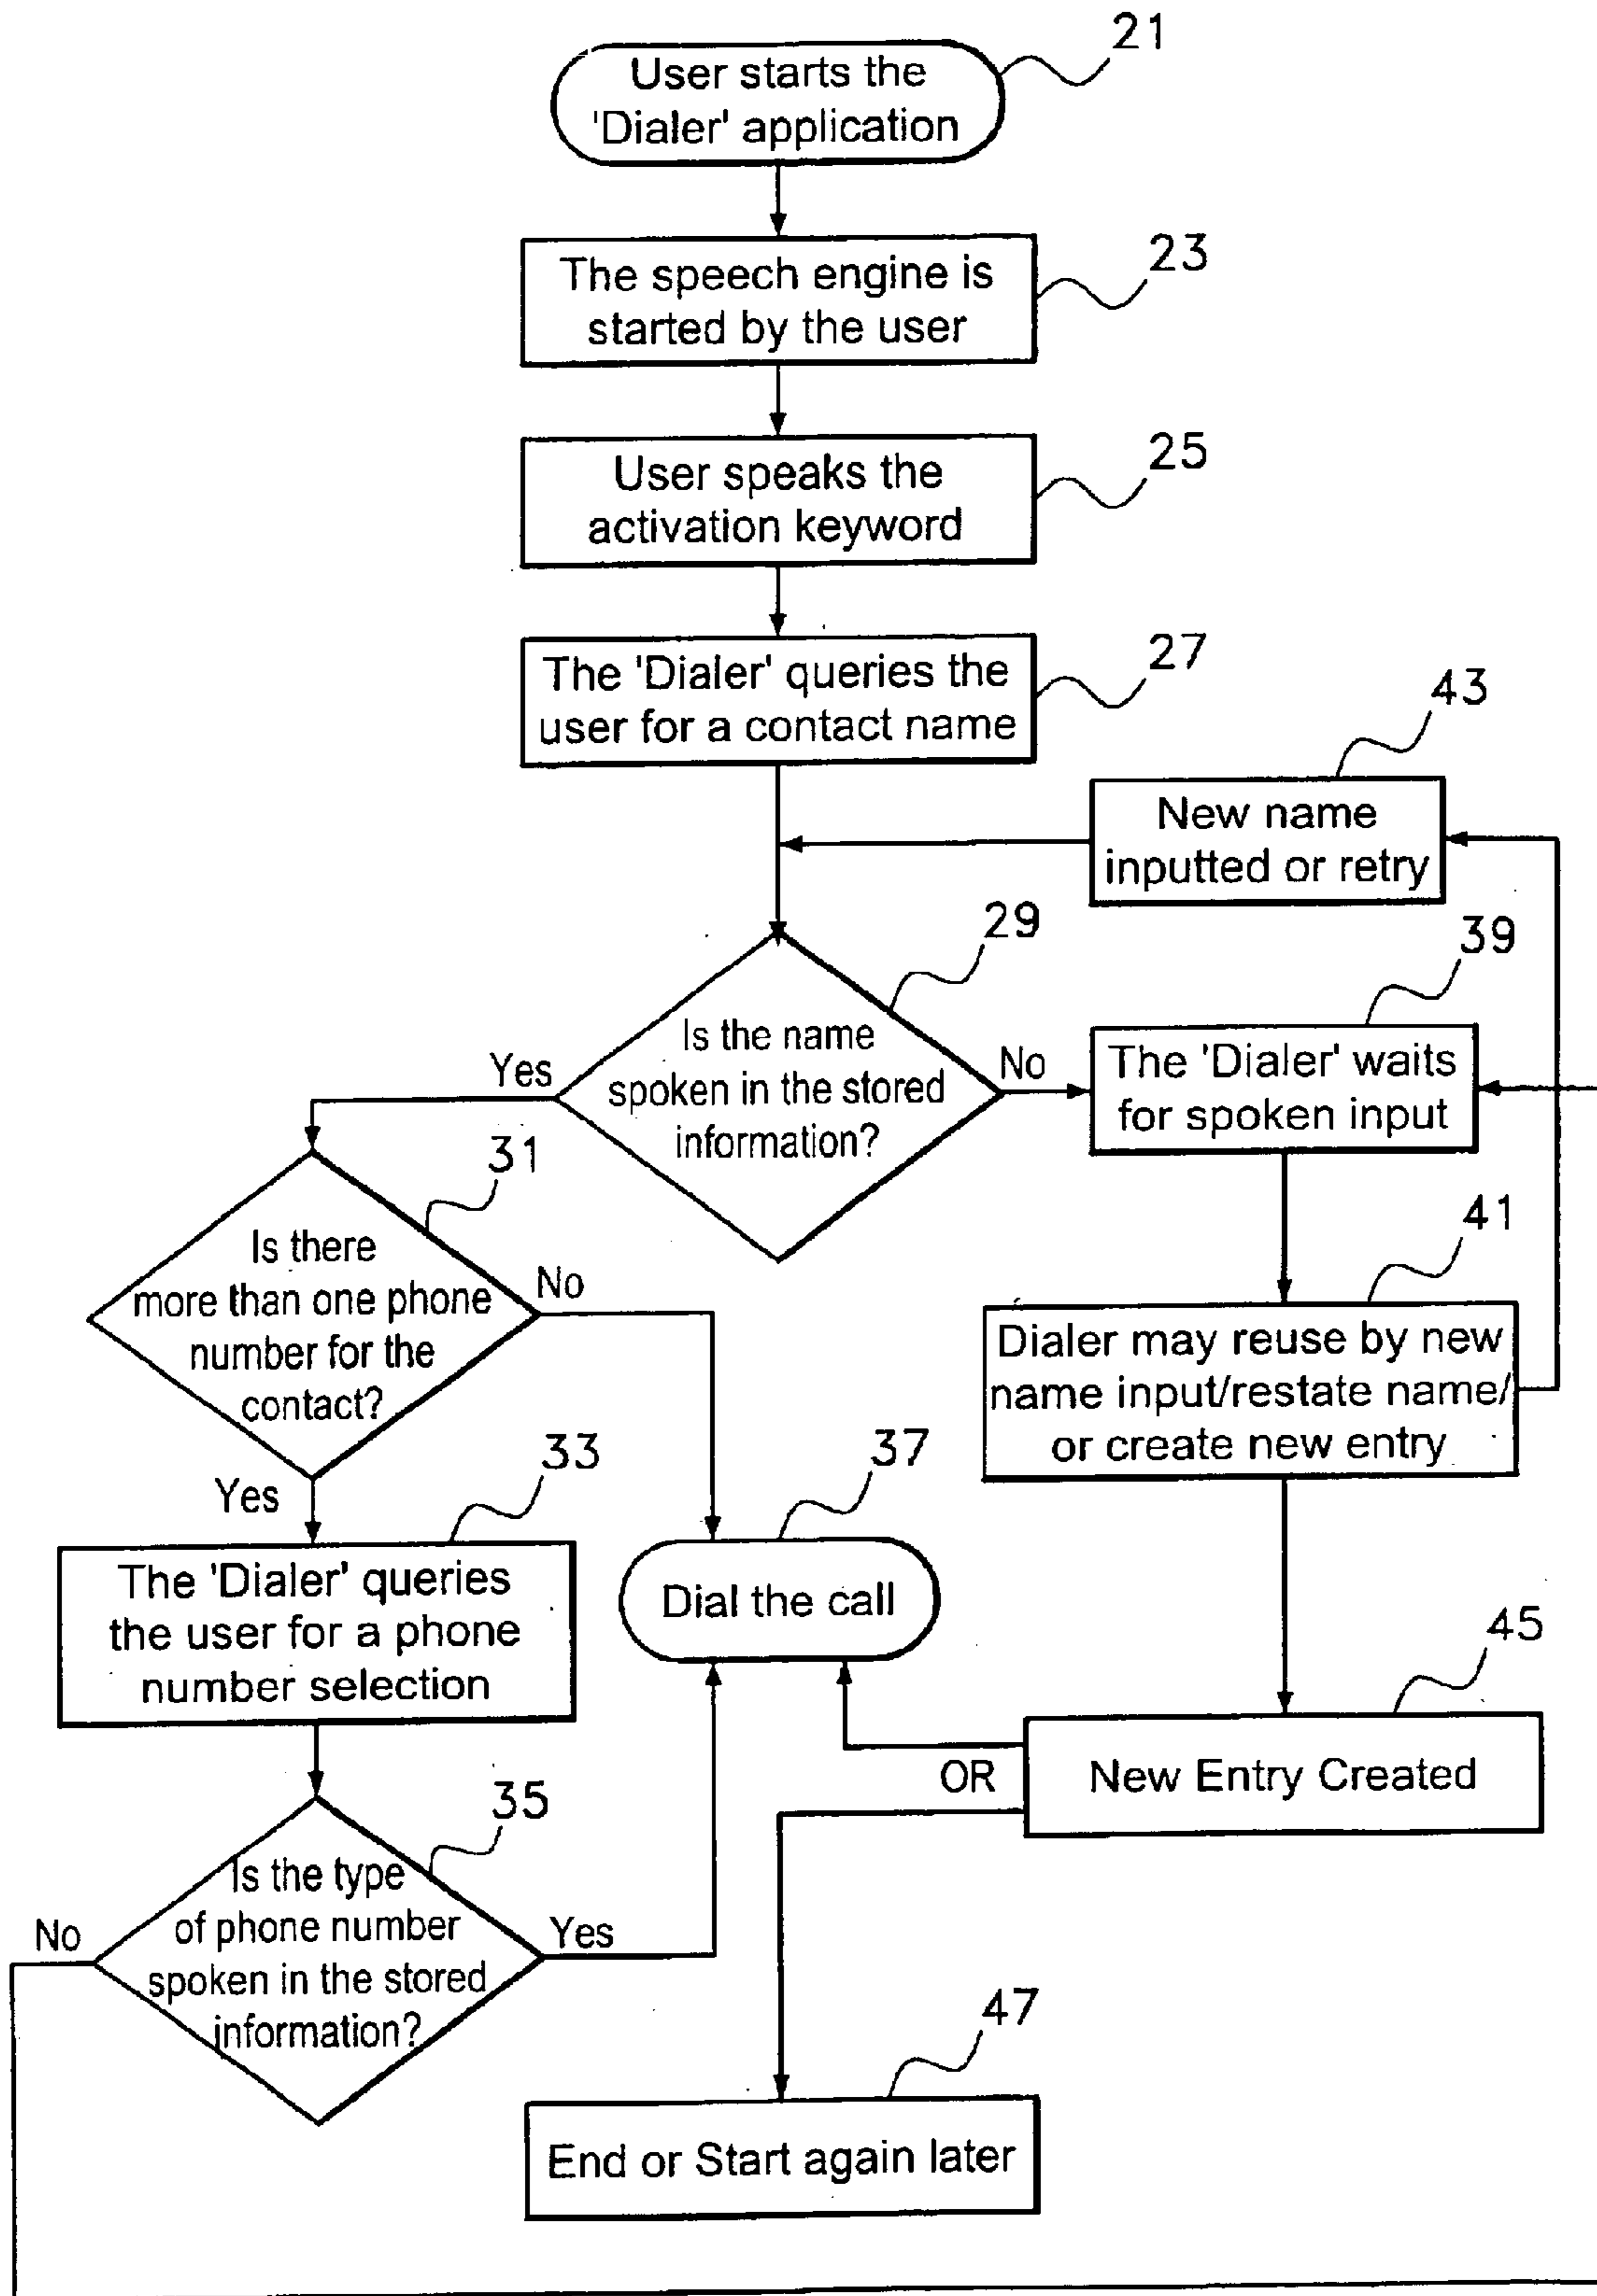 21
User starts the
'Dialer' application
23
The speech engine is
started by the user
25
User speaks the
activation keyword
27
The 'Dialer' queries the
user for a contact name
43
New name
inputted or retry
29
Is the name
spoken in the stored
information?
Yes
No
39
The 'Dialer' waits
for spoken input
31
Is there
more than one phone
number for the
contact?
No
Yes
41
Dialer may reuse by new
name input/restate name/
or create new entry
33
The 'Dialer' queries
the user for a phone
number selection
37
Dial the call
45
New Entry Created
OR
35
Is the type
of phone number
spoken in the stored
information?
No
Yes
47
End or Start again later